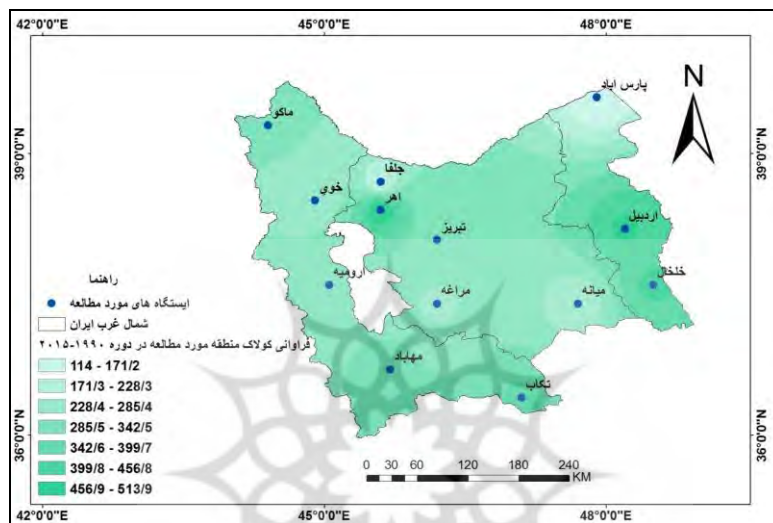 42°0'0"E 45°0'0"E 48°0'0"E
N
39°0'0"N 39°0'0"N
36°0'0"N 36°0'0"N
پارس اباد
ماکو
جلفا
خوي
اهر
اردبیل
تبریز
ارومیه
خلخال
مراغه
میانه
مهاباد
تکاب
راهنما
ایستگاه های مورد مطالعه
شمال غرب ایران
فراوانی کولاک منطقه مورد مطالعه در دوره ۱۹۹۰-۲۰۱۵
114 - 171/2
171/3 - 228/3
228/4 - 285/4
285/5 - 342/5
342/6 - 399/7
399/8 - 456/8
456/9 - 513/9
0 30 60 120 180 240
KM
42°0'0"E 45°0'0"E 48°0'0"E